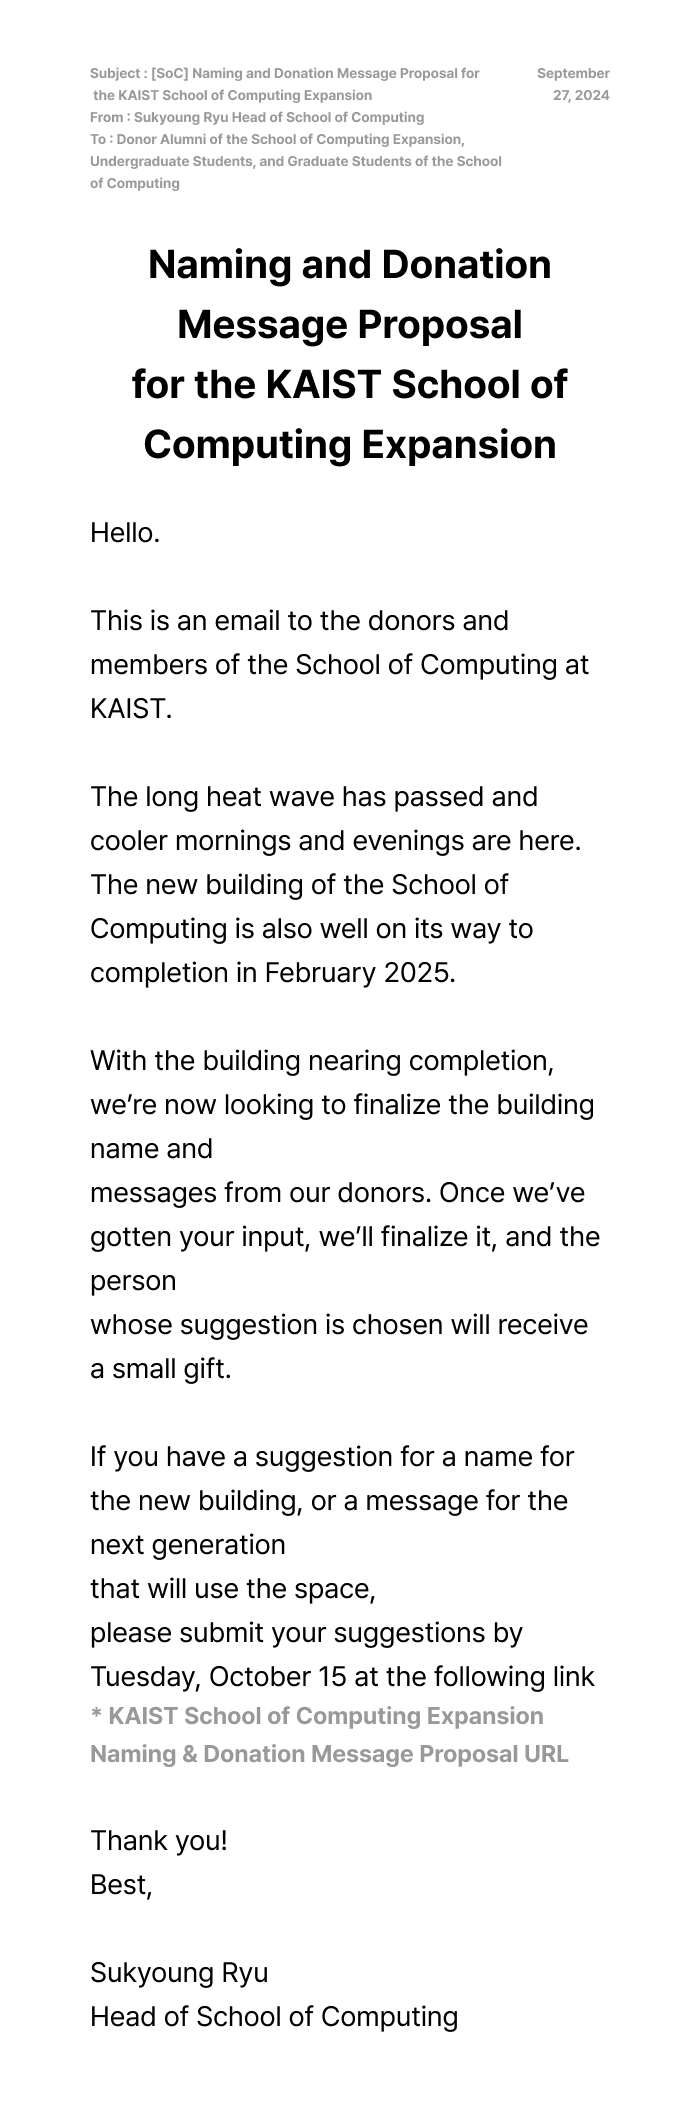 Subject : [SoC] Naming and Donation Message Proposal for
the KAIST School of Computing Expansion
From : Sukyoung Ryu Head of School of Computing
To : Donor Alumni of the School of Computing Expansion,
Undergraduate Students, and Graduate Students of the School
of Computing
September
27, 2024
Naming and Donation
Message Proposal
for the KAIST School of
Computing Expansion
Hello.
This is an email to the donors and
members of the School of Computing at
KAIST.
The long heat wave has passed and
cooler mornings and evenings are here.
The new building of the School of
Computing is also well on its way to
completion in February 2025.
With the building nearing completion,
we’re now looking to finalize the building
name and
messages from our donors. Once we’ve
gotten your input, we’ll finalize it, and the
person
whose suggestion is chosen will receive
a small gift.
If you have a suggestion for a name for
the new building, or a message for the
next generation
that will use the space,
please submit your suggestions by
Tuesday, October 15 at the following link
* KAIST School of Computing Expansion
Naming & Donation Message Proposal URL
Thank you!
Best,
Sukyoung Ryu
Head of School of Computing